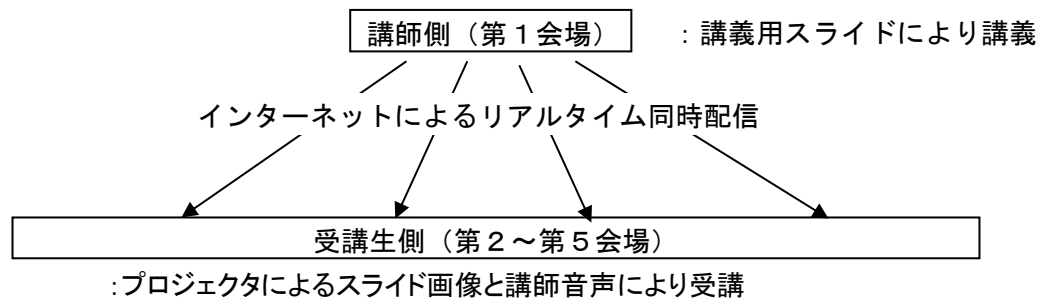 講師側（第１会場）　：講義用スライドにより講義
インターネットによるリアルタイム同時配信
受講生側（第２～第５会場）
：プロジェクタによるスライド画像と講師音声により受講